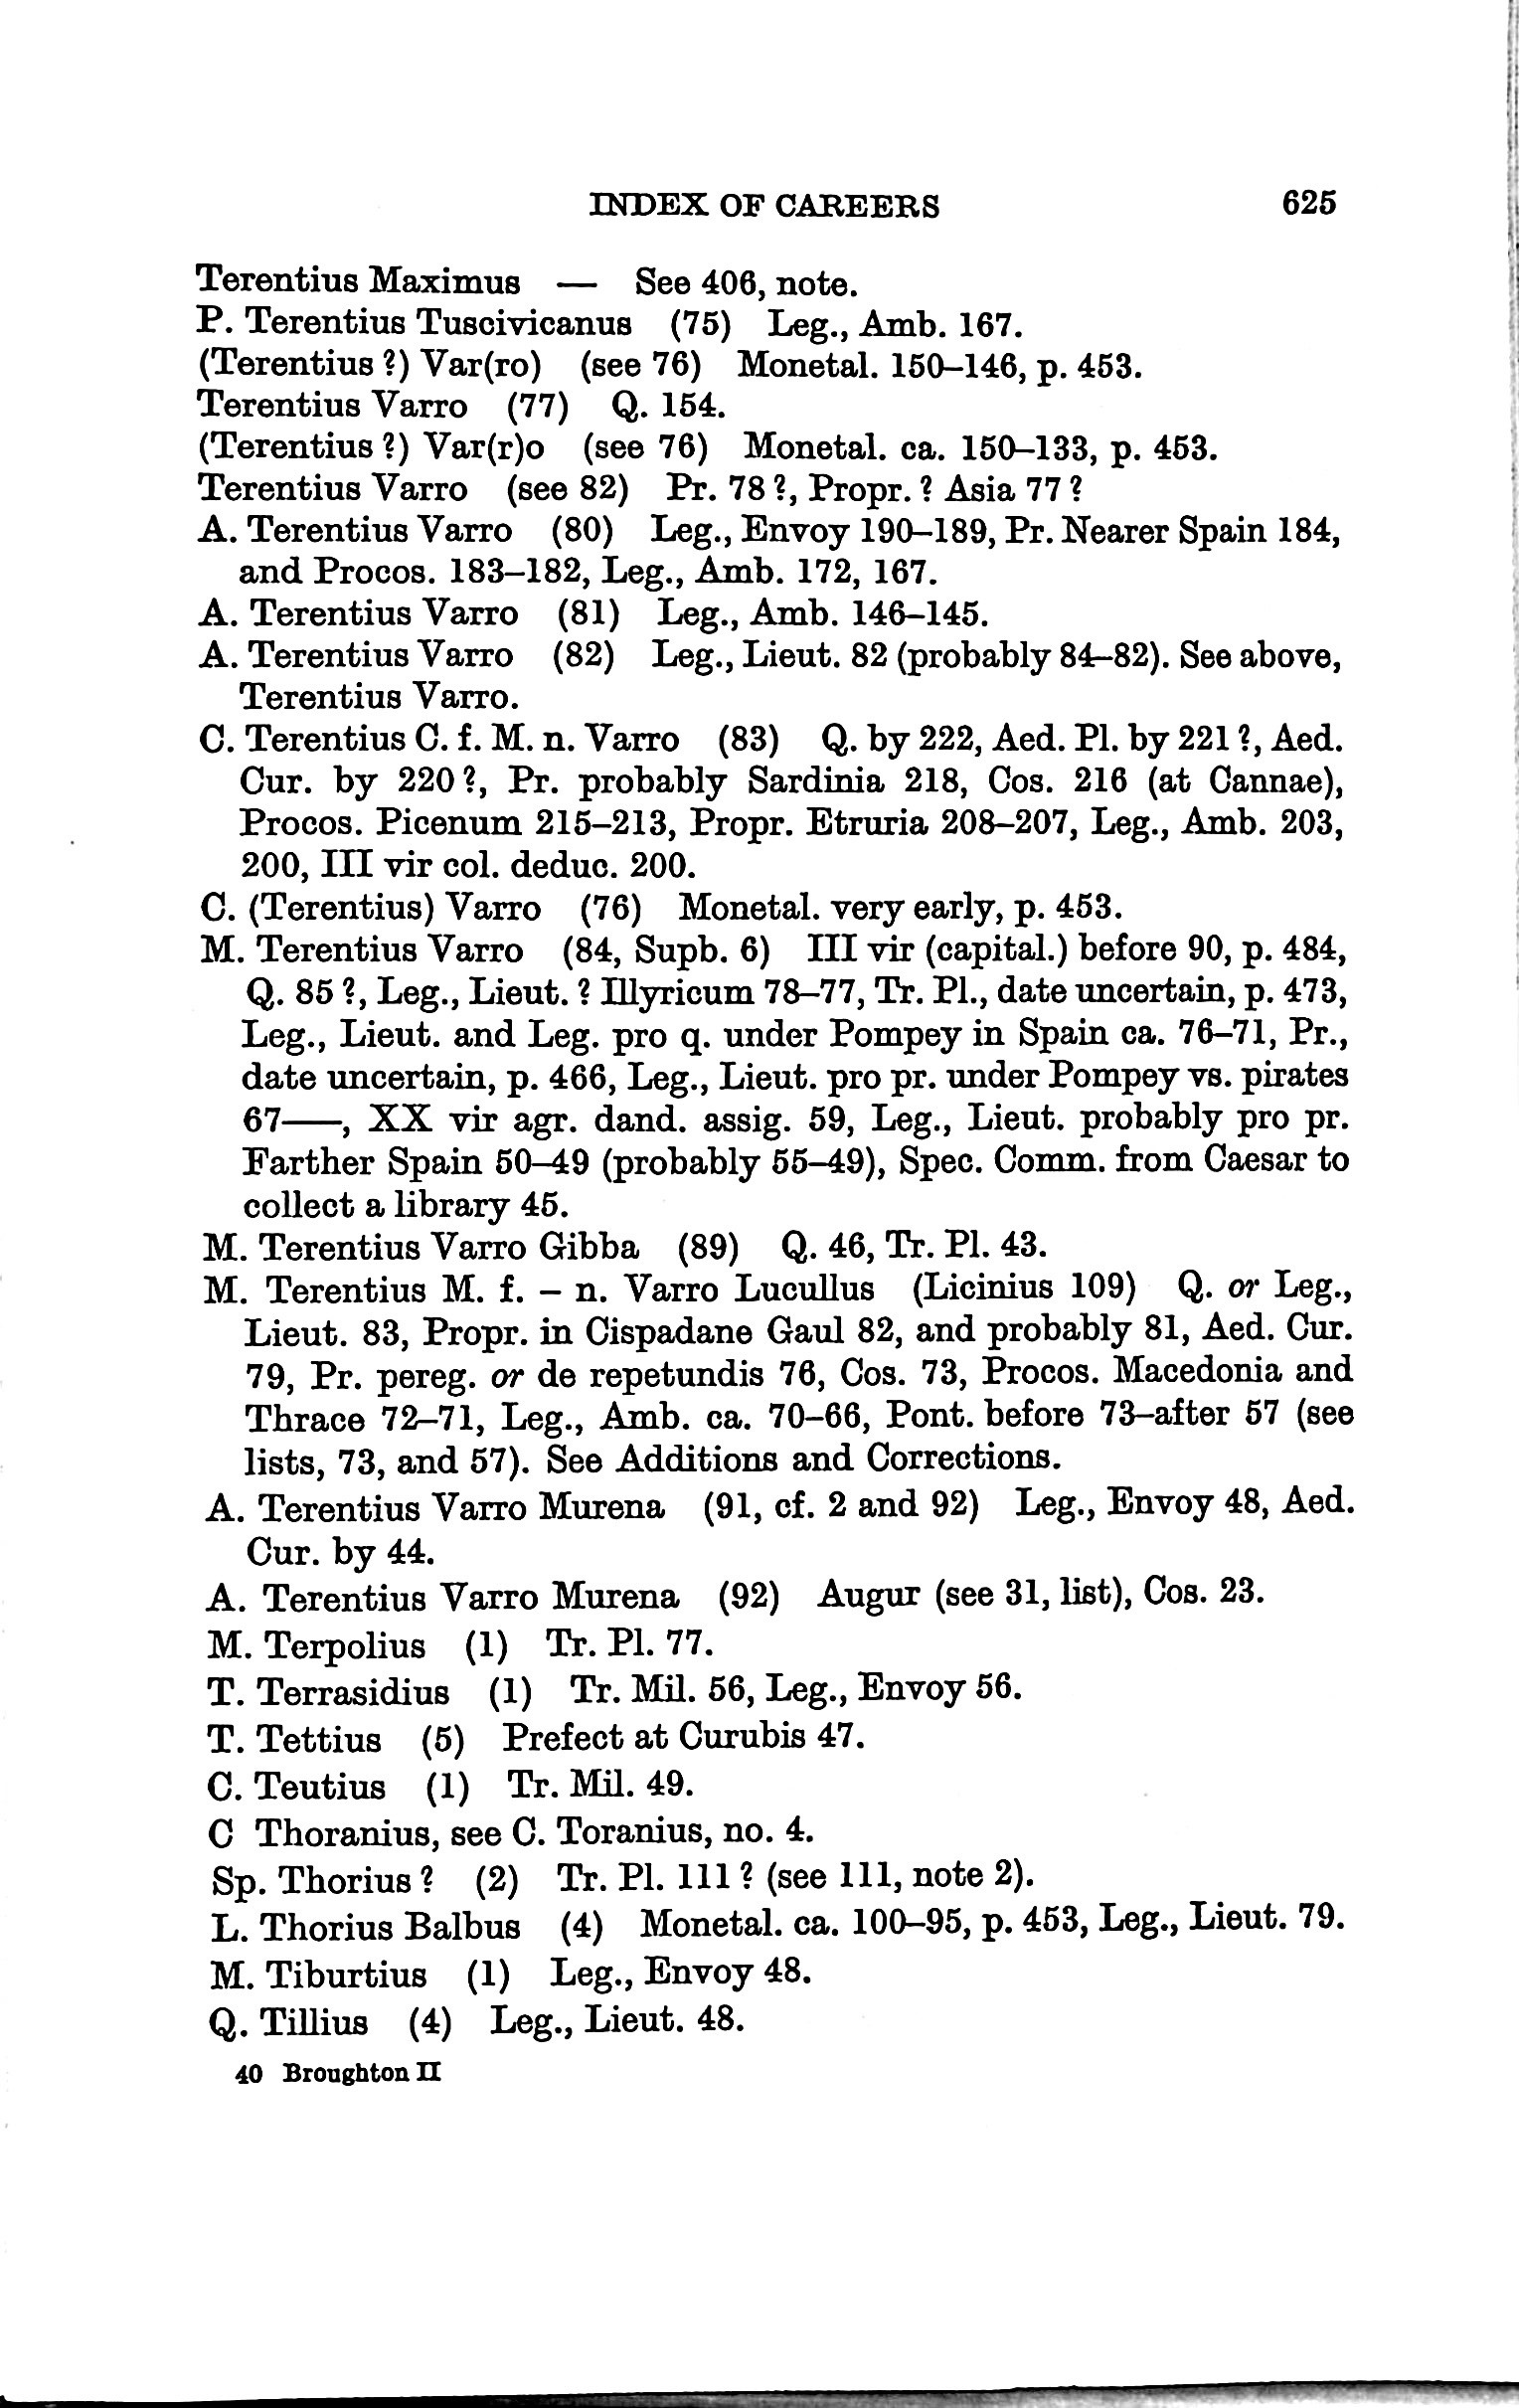 INDEX OF CAREERS 625
Terentius Maximus — See 406, note.
P. Terentius Tuscivicanus (75) Leg., Amb. 167.
(Terentius ?) Var(ro) (see 76) Monetal. 150–146, p. 453.
Terentius Varro (77) Q. 154.
(Terentius ?) Var(r)o (see 76) Monetal. ca. 150–133, p. 453.
Terentius Varro (see 82) Pr. 78 ?, Propr. ? Asia 77 ?
A. Terentius Varro (80) Leg., Envoy 190–189, Pr. Nearer Spain 184,
and Procos. 183–182, Leg., Amb. 172, 167.
A. Terentius Varro (81) Leg., Amb. 146–145.
A. Terentius Varro (82) Leg., Lieut. 82 (probably 84–82). See above,
Terentius Varro.
C. Terentius C. f. M. n. Varro (83) Q. by 222, Aed. Pl. by 221 ?, Aed.
Cur. by 220 ?, Pr. probably Sardinia 218, Cos. 216 (at Cannae),
Procos. Picenum 215–213, Propr. Etruria 208–207, Leg., Amb. 203,
200, III vir col. deduc. 200.
C. (Terentius) Varro (76) Monetal. very early, p. 453.
M. Terentius Varro (84, Supb. 6) III vir (capital.) before 90, p. 484,
Q. 85 ?, Leg., Lieut. ? Illyricum 78–77, Tr. Pl., date uncertain, p. 473,
Leg., Lieut. and Leg. pro q. under Pompey in Spain ca. 76–71, Pr.,
date uncertain, p. 466, Leg., Lieut. pro pr. under Pompey vs. pirates
67——, XX vir agr. dand. assig. 59, Leg., Lieut. probably pro pr.
Farther Spain 50–49 (probably 55–49), Spec. Comm. from Caesar to
collect a library 45.
M. Terentius Varro Gibba (89) Q. 46, Tr. Pl. 43.
M. Terentius M. f. – n. Varro Lucullus (Licinius 109) Q. or Leg.,
Lieut. 83, Propr. in Cispadane Gaul 82, and probably 81, Aed. Cur.
79, Pr. pereg. or de repetundis 76, Cos. 73, Procos. Macedonia and
Thrace 72–71, Leg., Amb. ca. 70–66, Pont. before 73–after 57 (see
lists, 73, and 57). See Additions and Corrections.
A. Terentius Varro Murena (91, cf. 2 and 92) Leg., Envoy 48, Aed.
Cur. by 44.
A. Terentius Varro Murena (92) Augur (see 31, list), Cos. 23.
M. Terpolius (1) Tr. Pl. 77.
T. Terrasidius (1) Tr. Mil. 56, Leg., Envoy 56.
T. Tettius (5) Prefect at Curubis 47.
C. Teutius (1) Tr. Mil. 49.
C Thoranius, see C. Toranius, no. 4.
Sp. Thorius ? (2) Tr. Pl. 111 ? (see 111, note 2).
L. Thorius Balbus (4) Monetal. ca. 100–95, p. 453, Leg., Lieut. 79.
M. Tiburtius (1) Leg., Envoy 48.
Q. Tillius (4) Leg., Lieut. 48.
40 Broughton II